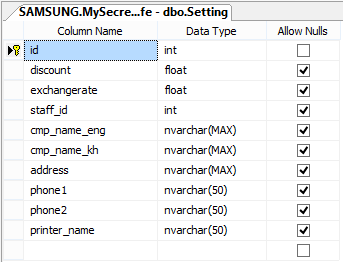 SAMSUNG.MySecre...fe - dbo.Setting
Column Name Data Type Allow Nulls
id int
discount float
exchangerate float
staff_id int
cmp_name_eng nvarchar(MAX)
cmp_name_kh nvarchar(MAX)
address nvarchar(MAX)
phone1 nvarchar(50)
phone2 nvarchar(50)
printer_name nvarchar(50)